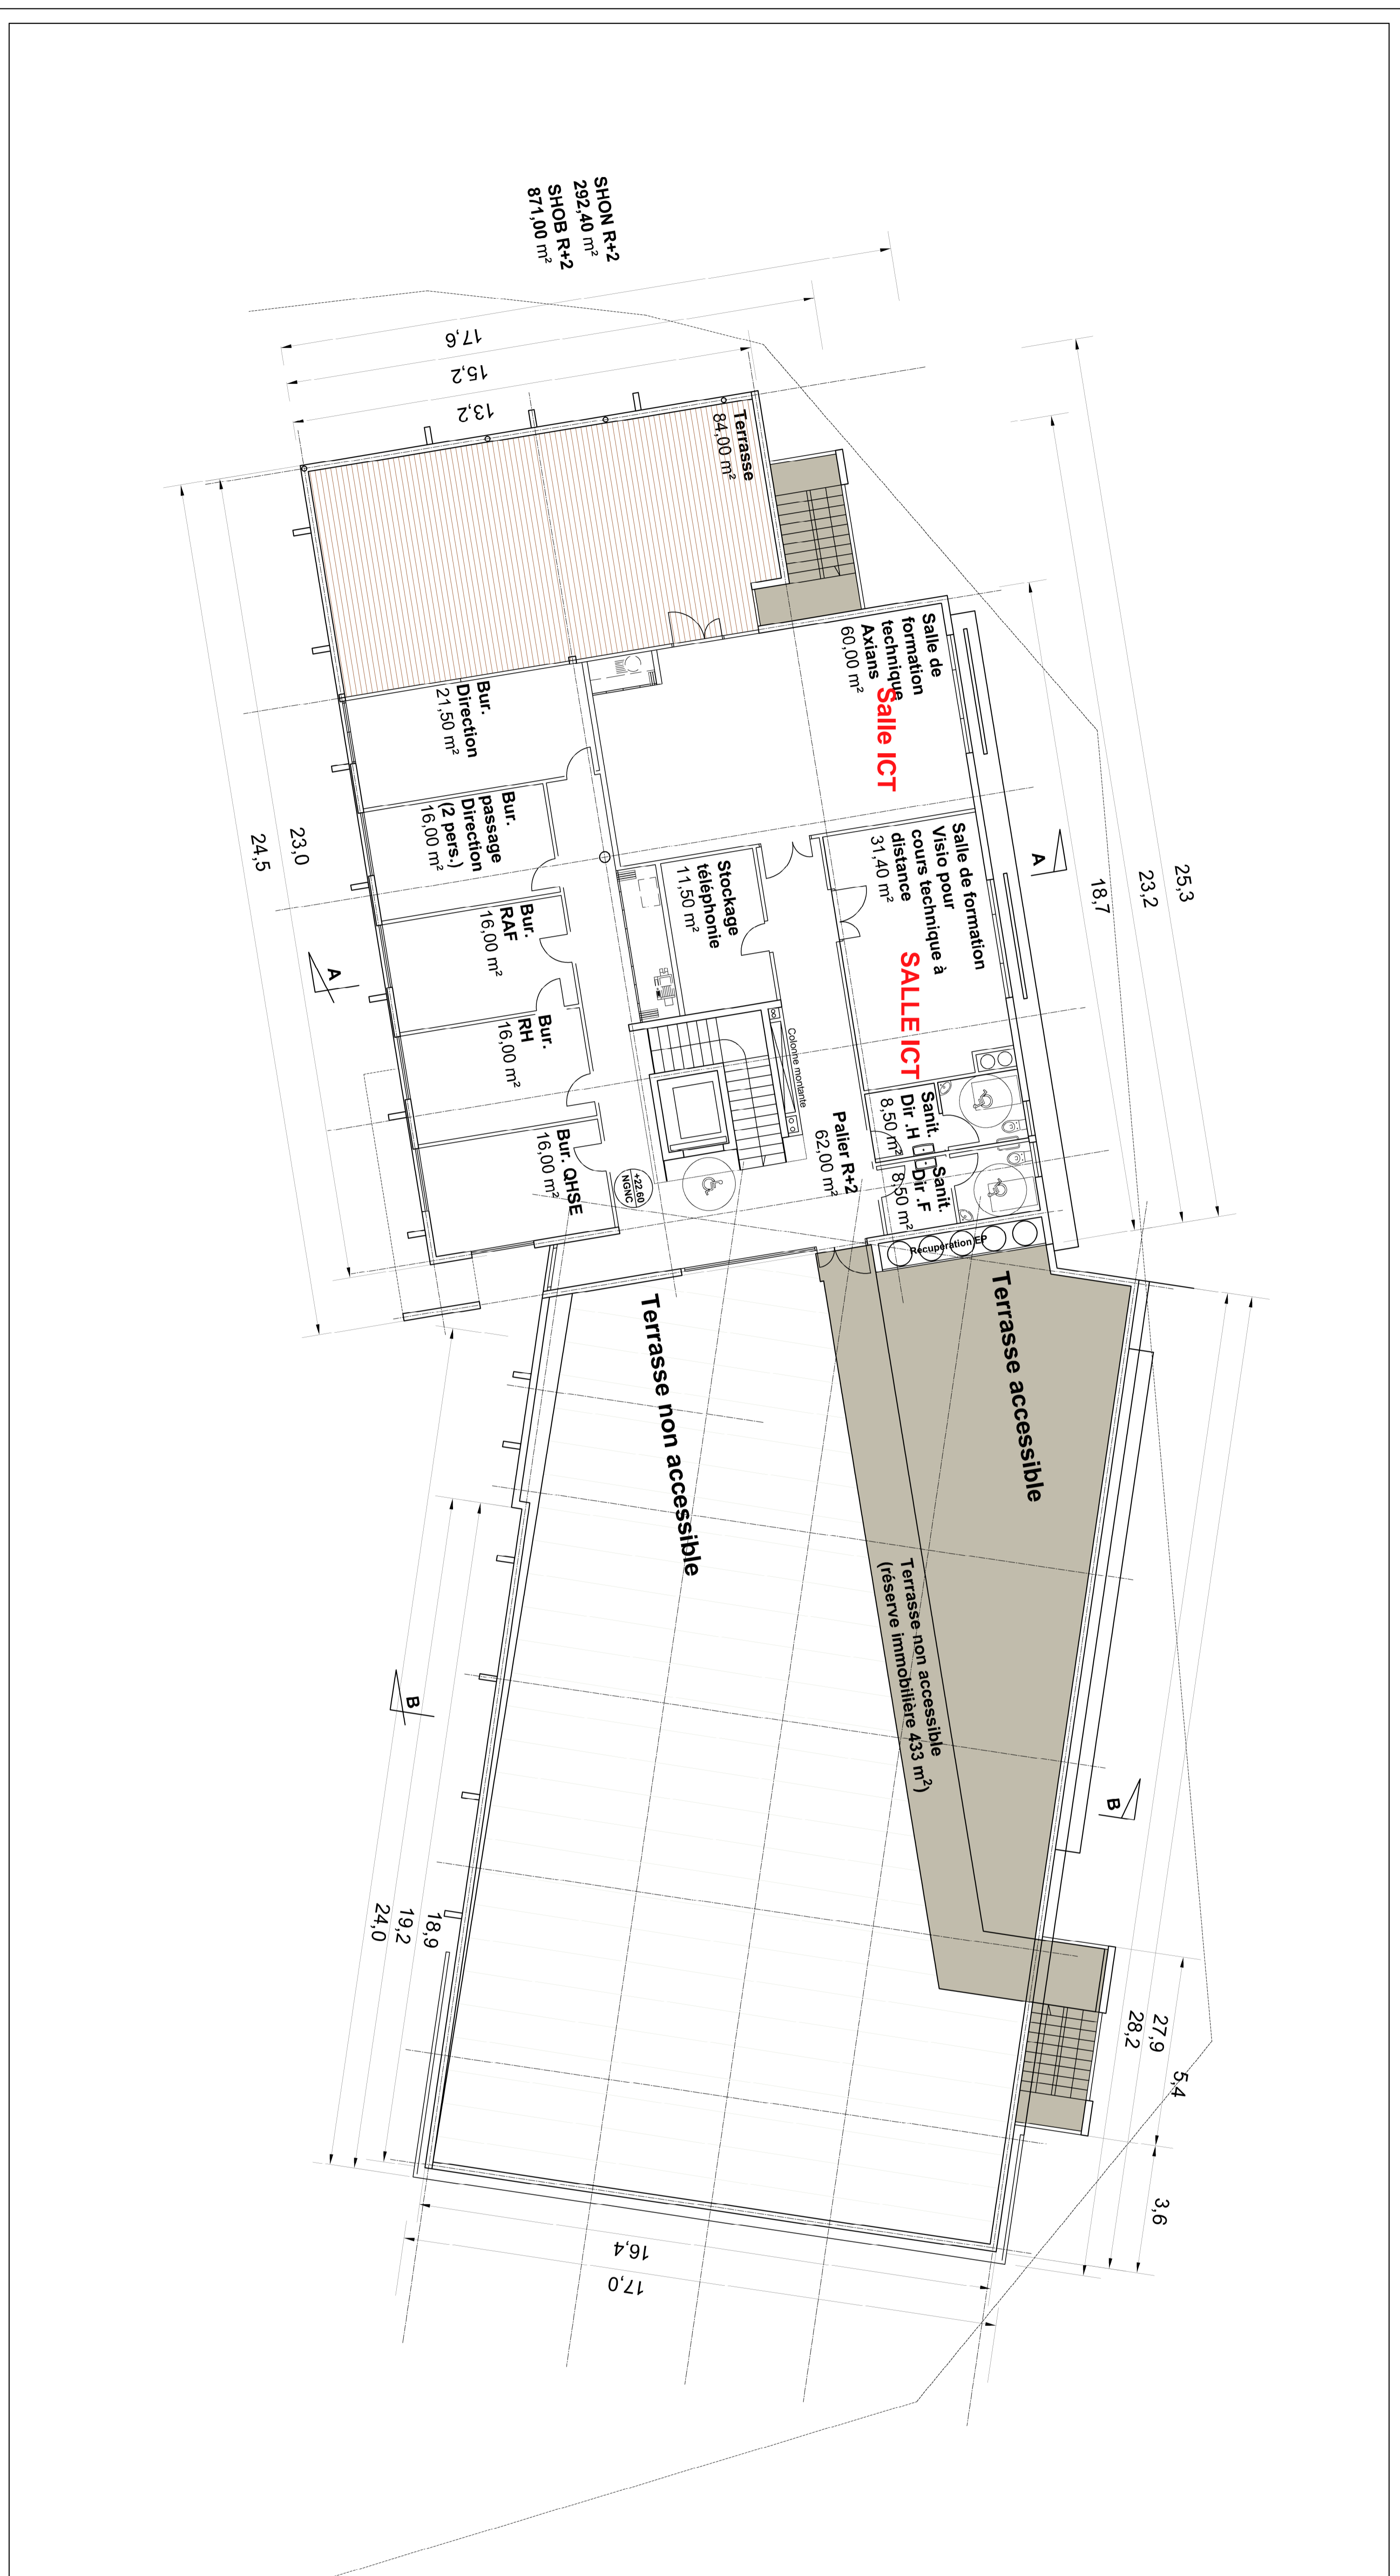 SHON R+2
292,40 m²
SHOB R+2
871,00 m²
17,6
15,2
13,2
Terrasse
84,00 m²
Salle de
formation
technique
Axians
60,00 m²
Salle ICT
Bur.
Direction
21,50 m²
Bur.
passage
Direction
(2 pers.)
16,00 m²
Bur.
RAF
16,00 m²
Bur.
RH
16,00 m²
Bur. QHSE
16,00 m²
Stockage
téléphonie
11,50 m²
Salle de formation
Visio pour
cours technique à
distance
31,40 m²
SALLE ICT
Colonne montante
Palier R+2
62,00 m²
Sanit.
Dir .H
8,50 m²
Sanit.
Dir .F
8,50 m²
+22.60
NGNC
Récupération EP
A
A
25,3
23,2
18,7
23,0
24,5
Terrasse accessible
Terrasse non accessible
Terrasse non accessible
(réserve immobilière 433 m²)
B
B
18,9
19,2
24,0
27,9
28,2
5,4
3,6
16,4
17,0